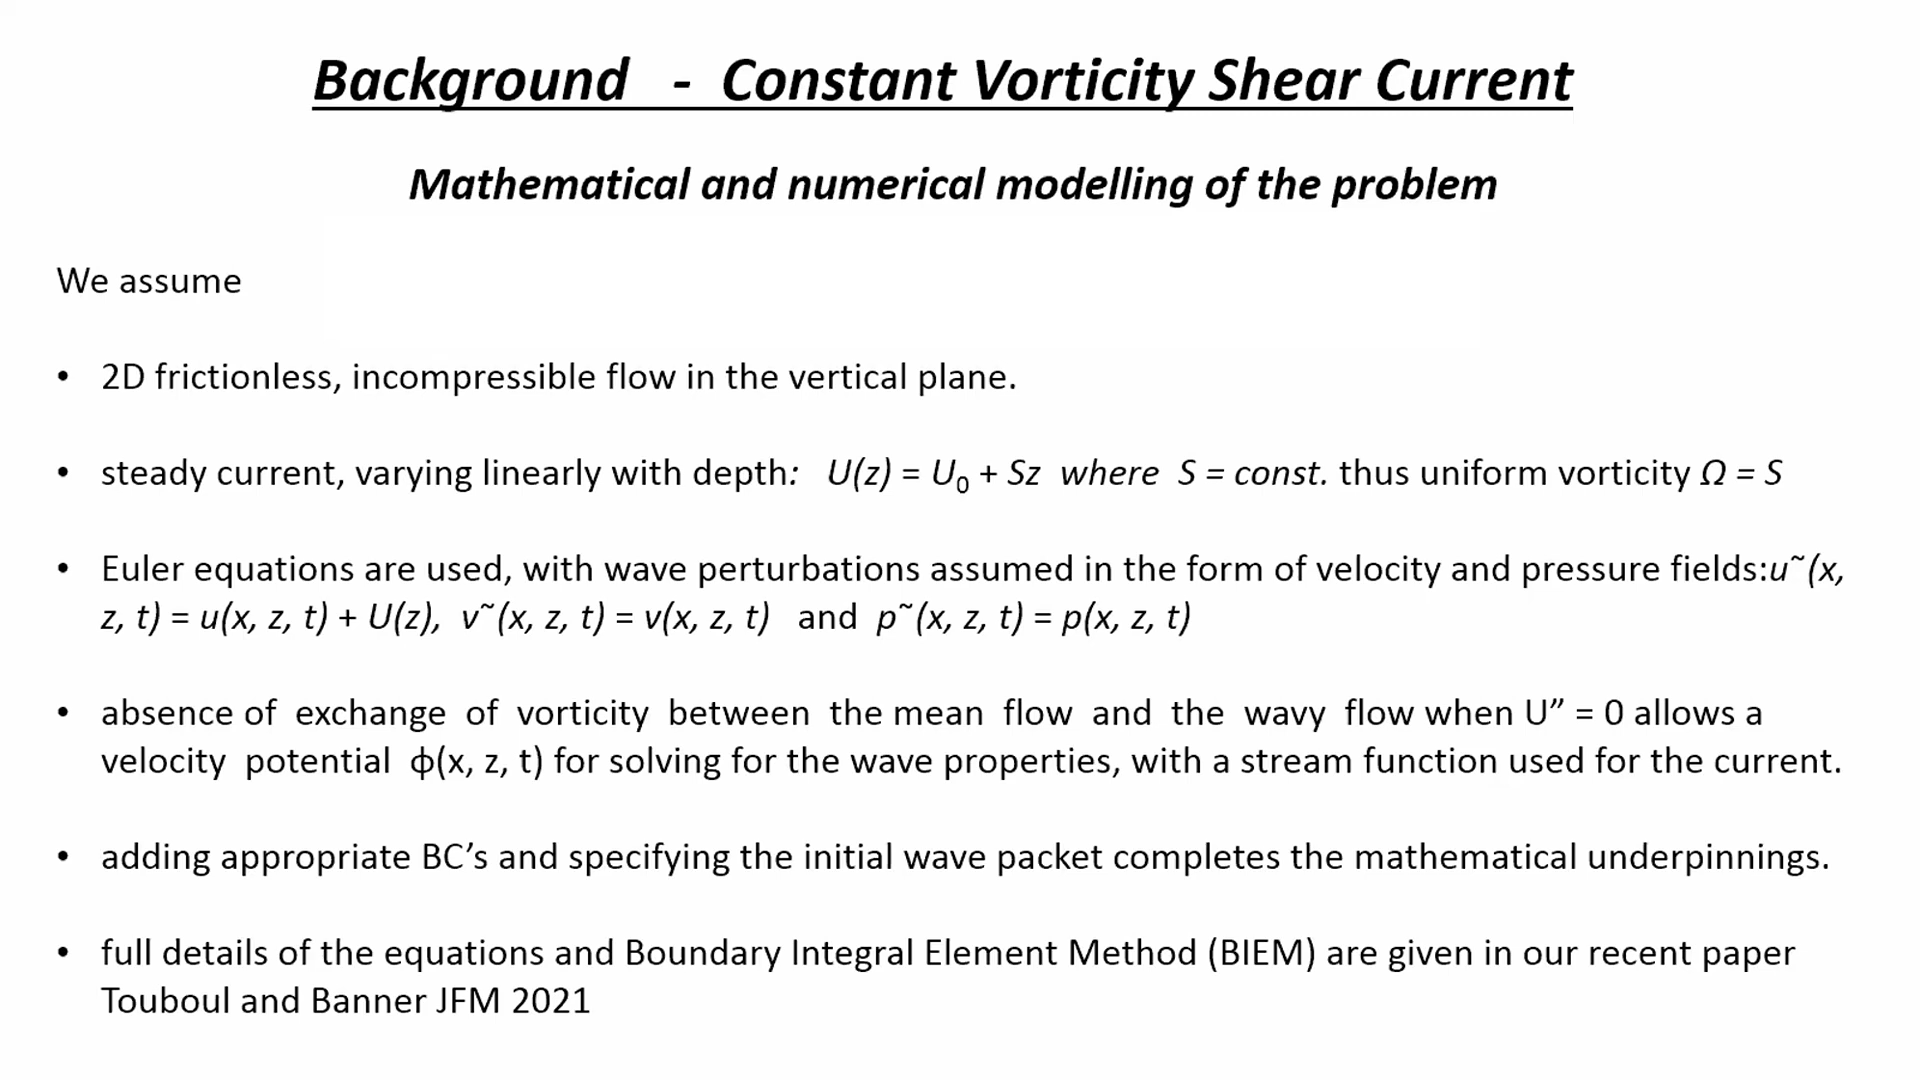 Background - Constant Vorticity Shear Current
Mathematical and numerical modelling of the problem
We assume
• 2D frictionless, incompressible flow in the vertical plane.
• steady current, varying linearly with depth: U(z) = U₀ + Sz where S = const. thus uniform vorticity Ω = S
• Euler equations are used, with wave perturbations assumed in the form of velocity and pressure fields:u˜(x,
z, t) = u(x, z, t) + U(z), v˜(x, z, t) = v(x, z, t) and p˜(x, z, t) = p(x, z, t)
• absence of exchange of vorticity between the mean flow and the wavy flow when U” = 0 allows a
velocity potential ϕ(x, z, t) for solving for the wave properties, with a stream function used for the current.
• adding appropriate BC’s and specifying the initial wave packet completes the mathematical underpinnings.
• full details of the equations and Boundary Integral Element Method (BIEM) are given in our recent paper
Touboul and Banner JFM 2021